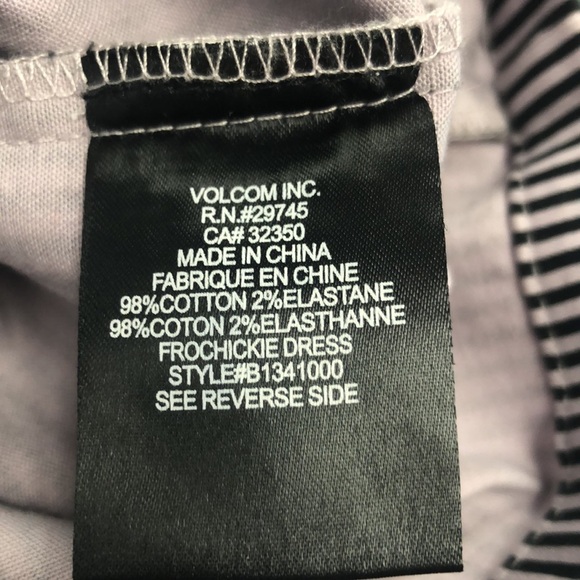 VOLCOM INC.
R.N.#29745
CA# 32350
MADE IN CHINA
FABRIQUE EN CHINE
98%COTTON 2%ELASTANE
98%COTON 2%ELASTHANNE
FROCHICKIE DRESS
STYLE#B1341000
SEE REVERSE SIDE